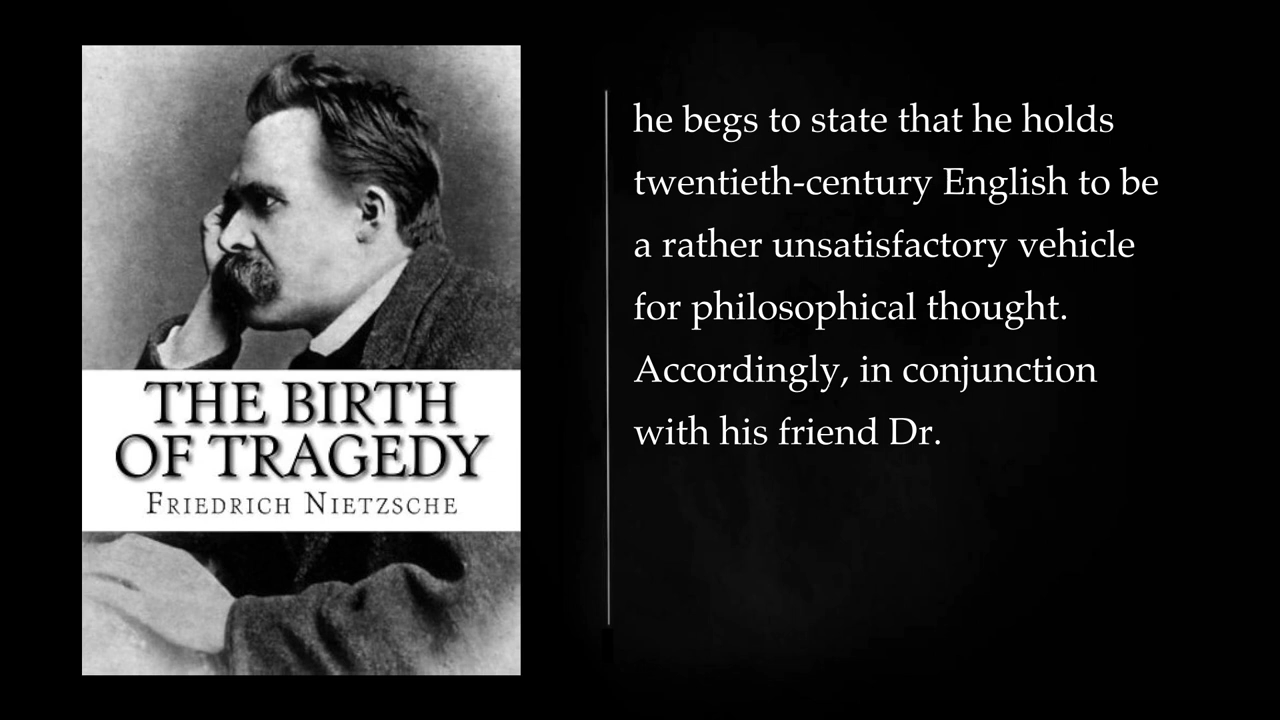 THE BIRTH
OF TRAGEDY
FRIEDRICH NIETZSCHE
he begs to state that he holds
twentieth-century English to be
a rather unsatisfactory vehicle
for philosophical thought.
Accordingly, in conjunction
with his friend Dr.